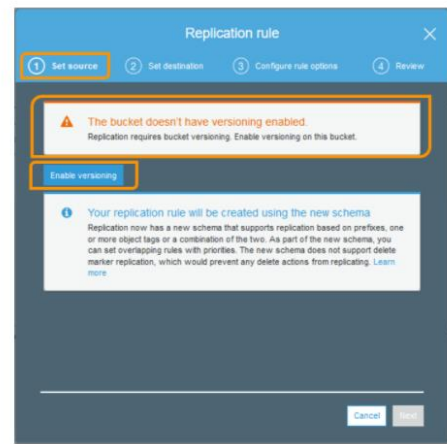 Replication rule
1 Set source 2 Set destination 3 Configure rule options 4 Review
The bucket doesn't have versioning enabled.
Replication requires bucket versioning. Enable versioning on this bucket.
Enable versioning
Your replication rule will be created using the new schema
Replication now has a new schema that supports replication based on prefixes, one
or more object tags or a combination of the two. As part of the new schema, you
can set overlapping rules with priorities. The new schema does not support delete
marker replication, which would prevent any delete actions from replicating. Learn
more
Cancel Next